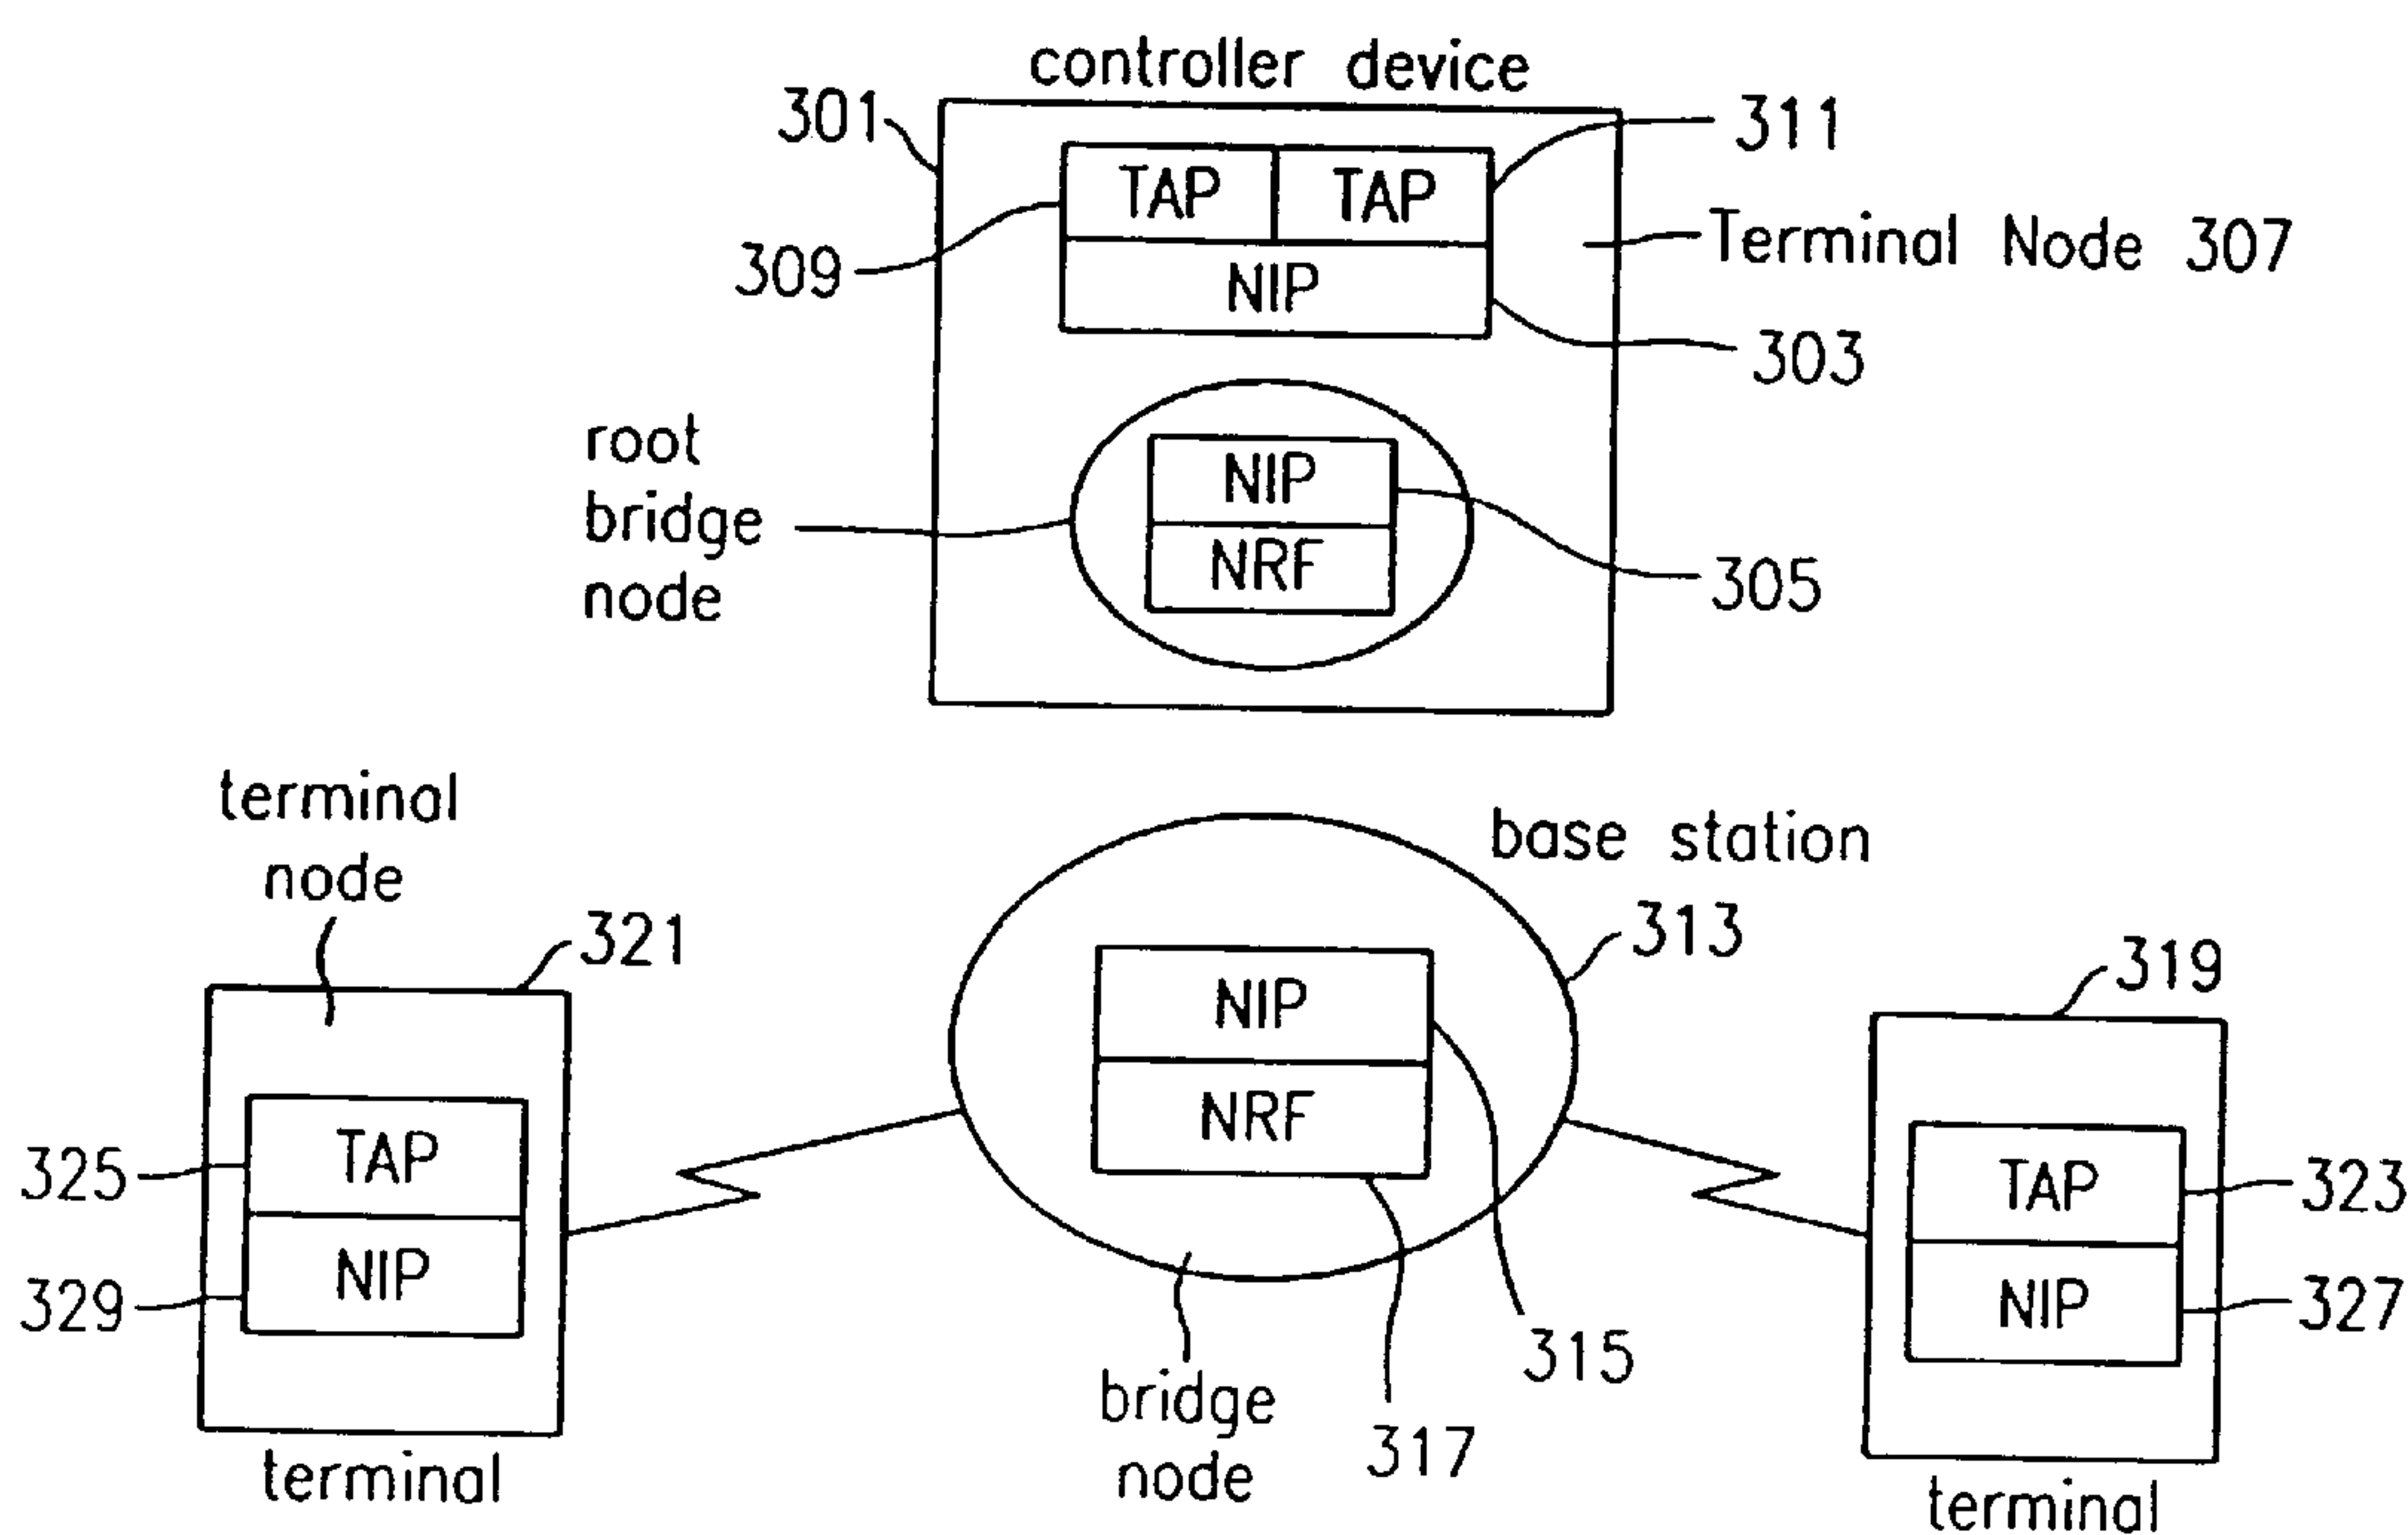 controller device
301
311
TAP
TAP
Terminal Node 307
309
NIP
303
root
bridge
node
NIP
NRF
305
terminal
node
base station
321
313
319
NIP
NRF
TAP
NIP
325
329
TAP
NIP
323
327
315
bridge
node
317
terminal
terminal